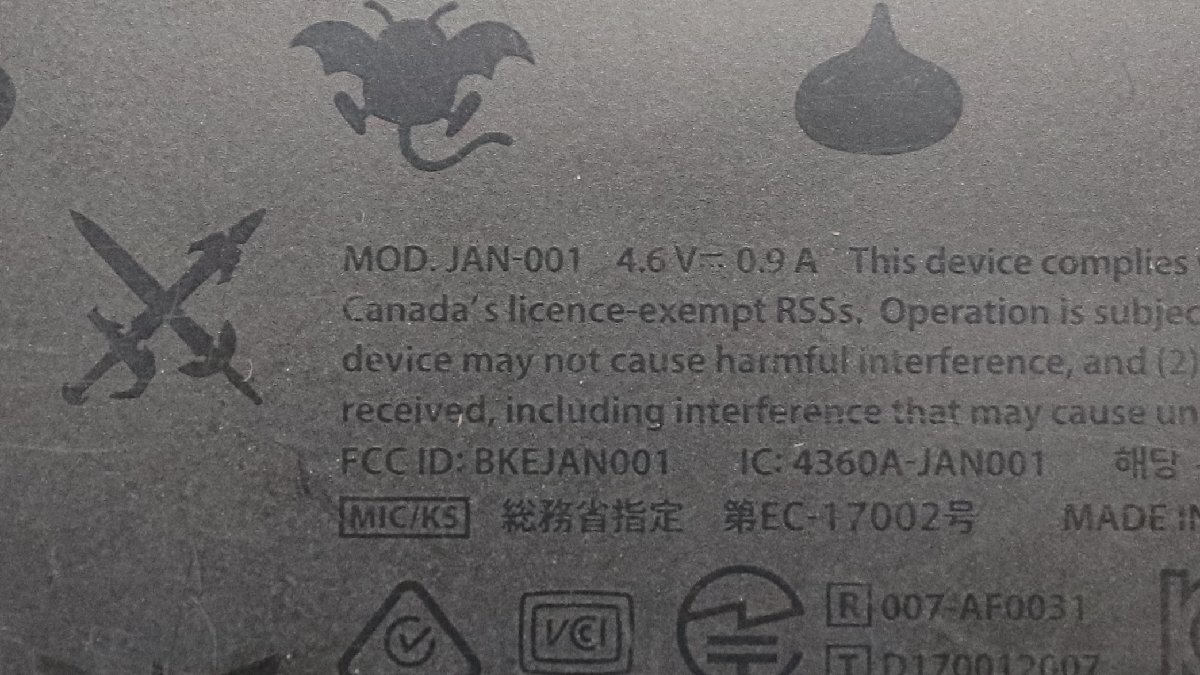 MOD. JAN-001 4.6 V⎓ 0.9 A This device complies
Canada's licence-exempt RSSs. Operation is subjec
device may not cause harmful interference, and (2)
received, including interference that may cause un
FCC ID: BKEJAN001 IC: 4360A-JAN001 해당
MIC/KS 総務省指定 第EC-17002号 MADE IN
VCCI R 007-AF0031
T D170012007